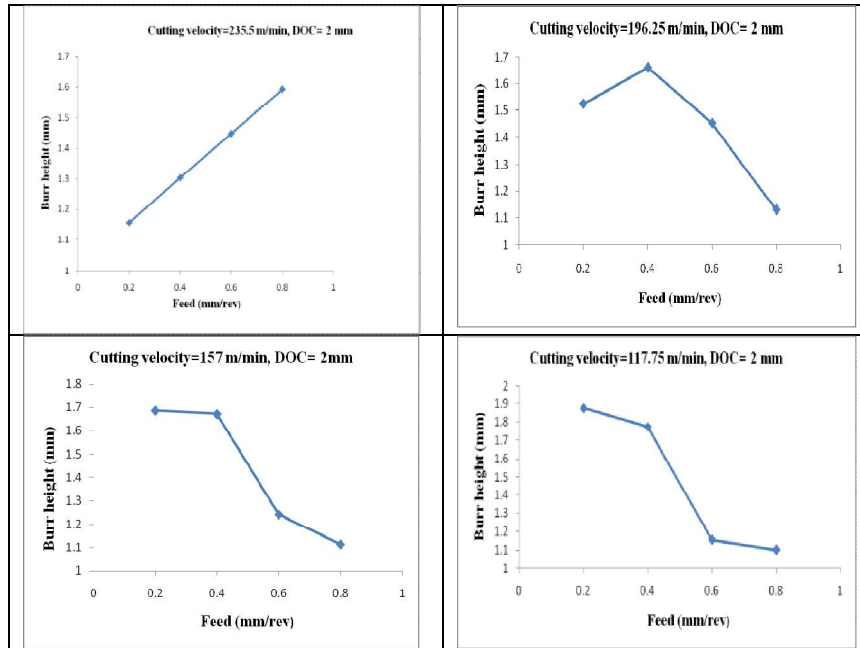 Cutting velocity=235.5 m/min, DOC= 2 mm
1.7
1.6
1.5
1.4
1.3
1.2
1.1
1
Burr height (mm)
0 0.2 0.4 0.6 0.8 1
Feed (mm/rev)
Cutting velocity=196.25 m/min, DOC= 2 mm
1.7
1.6
1.5
1.4
1.3
1.2
1.1
1
Burr height (mm)
0 0.2 0.4 0.6 0.8 1
Feed (mm/rev)
Cutting velocity=157 m/min, DOC= 2mm
1.8
1.7
1.6
1.5
1.4
1.3
1.2
1.1
1
Burr height (mm)
0 0.2 0.4 0.6 0.8 1
Feed (mm/rev)
Cutting velocity=117.75 m/min, DOC= 2 mm
2
1.9
1.8
1.7
1.6
1.5
1.4
1.3
1.2
1.1
1
Burr height (mm)
0 0.2 0.4 0.6 0.8 1
Feed (mm/rev)